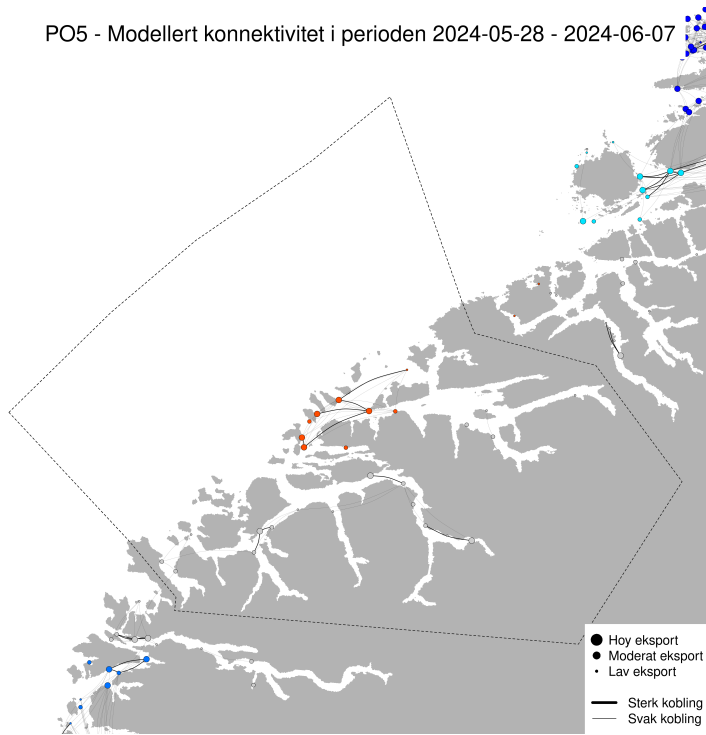 PO5 - Modellert konnektivitet i perioden 2024-05-28 - 2024-06-07
Hoy eksport
Moderat eksport
Lav eksport
Sterk kobling
Svak kobling